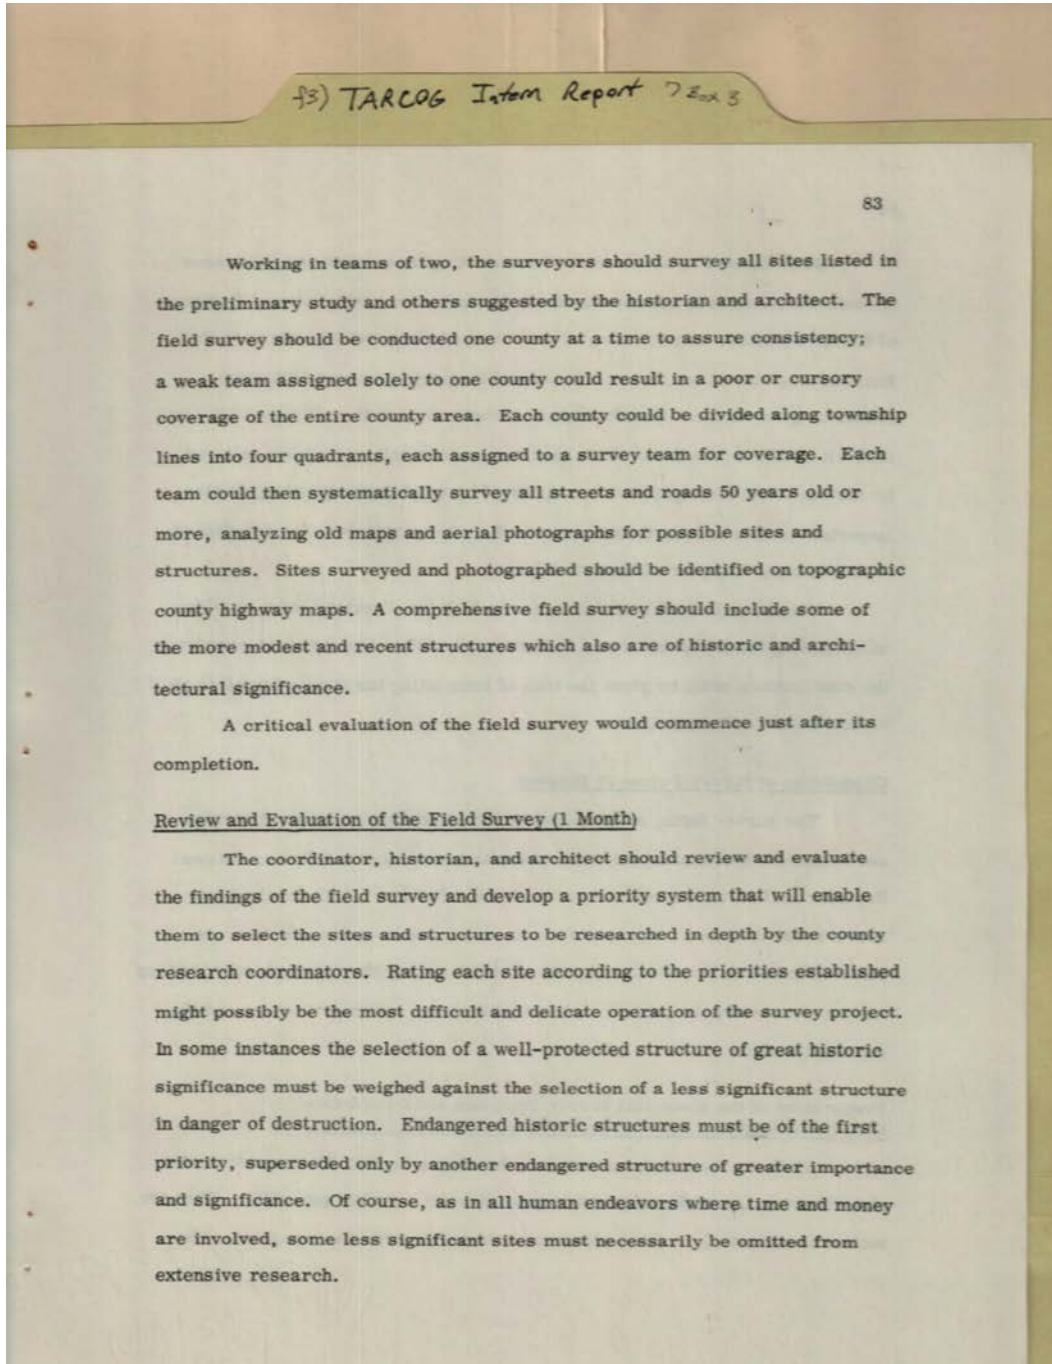 f3) TARCOG Intern Report Box 3
83
Working in teams of two, the surveyors should survey all sites listed in
the preliminary study and others suggested by the historian and architect. The
field survey should be conducted one county at a time to assure consistency;
a weak team assigned solely to one county could result in a poor or cursory
coverage of the entire county area. Each county could be divided along township
lines into four quadrants, each assigned to a survey team for coverage. Each
team could then systematically survey all streets and roads 50 years old or
more, analyzing old maps and aerial photographs for possible sites and
structures. Sites surveyed and photographed should be identified on topographic
county highway maps. A comprehensive field survey should include some of
the more modest and recent structures which also are of historic and archi-
tectural significance.
A critical evaluation of the field survey would commence just after its
completion.
Review and Evaluation of the Field Survey (1 Month)
The coordinator, historian, and architect should review and evaluate
the findings of the field survey and develop a priority system that will enable
them to select the sites and structures to be researched in depth by the county
research coordinators. Rating each site according to the priorities established
might possibly be the most difficult and delicate operation of the survey project.
In some instances the selection of a well-protected structure of great historic
significance must be weighed against the selection of a less significant structure
in danger of destruction. Endangered historic structures must be of the first
priority, superseded only by another endangered structure of greater importance
and significance. Of course, as in all human endeavors where time and money
are involved, some less significant sites must necessarily be omitted from
extensive research.